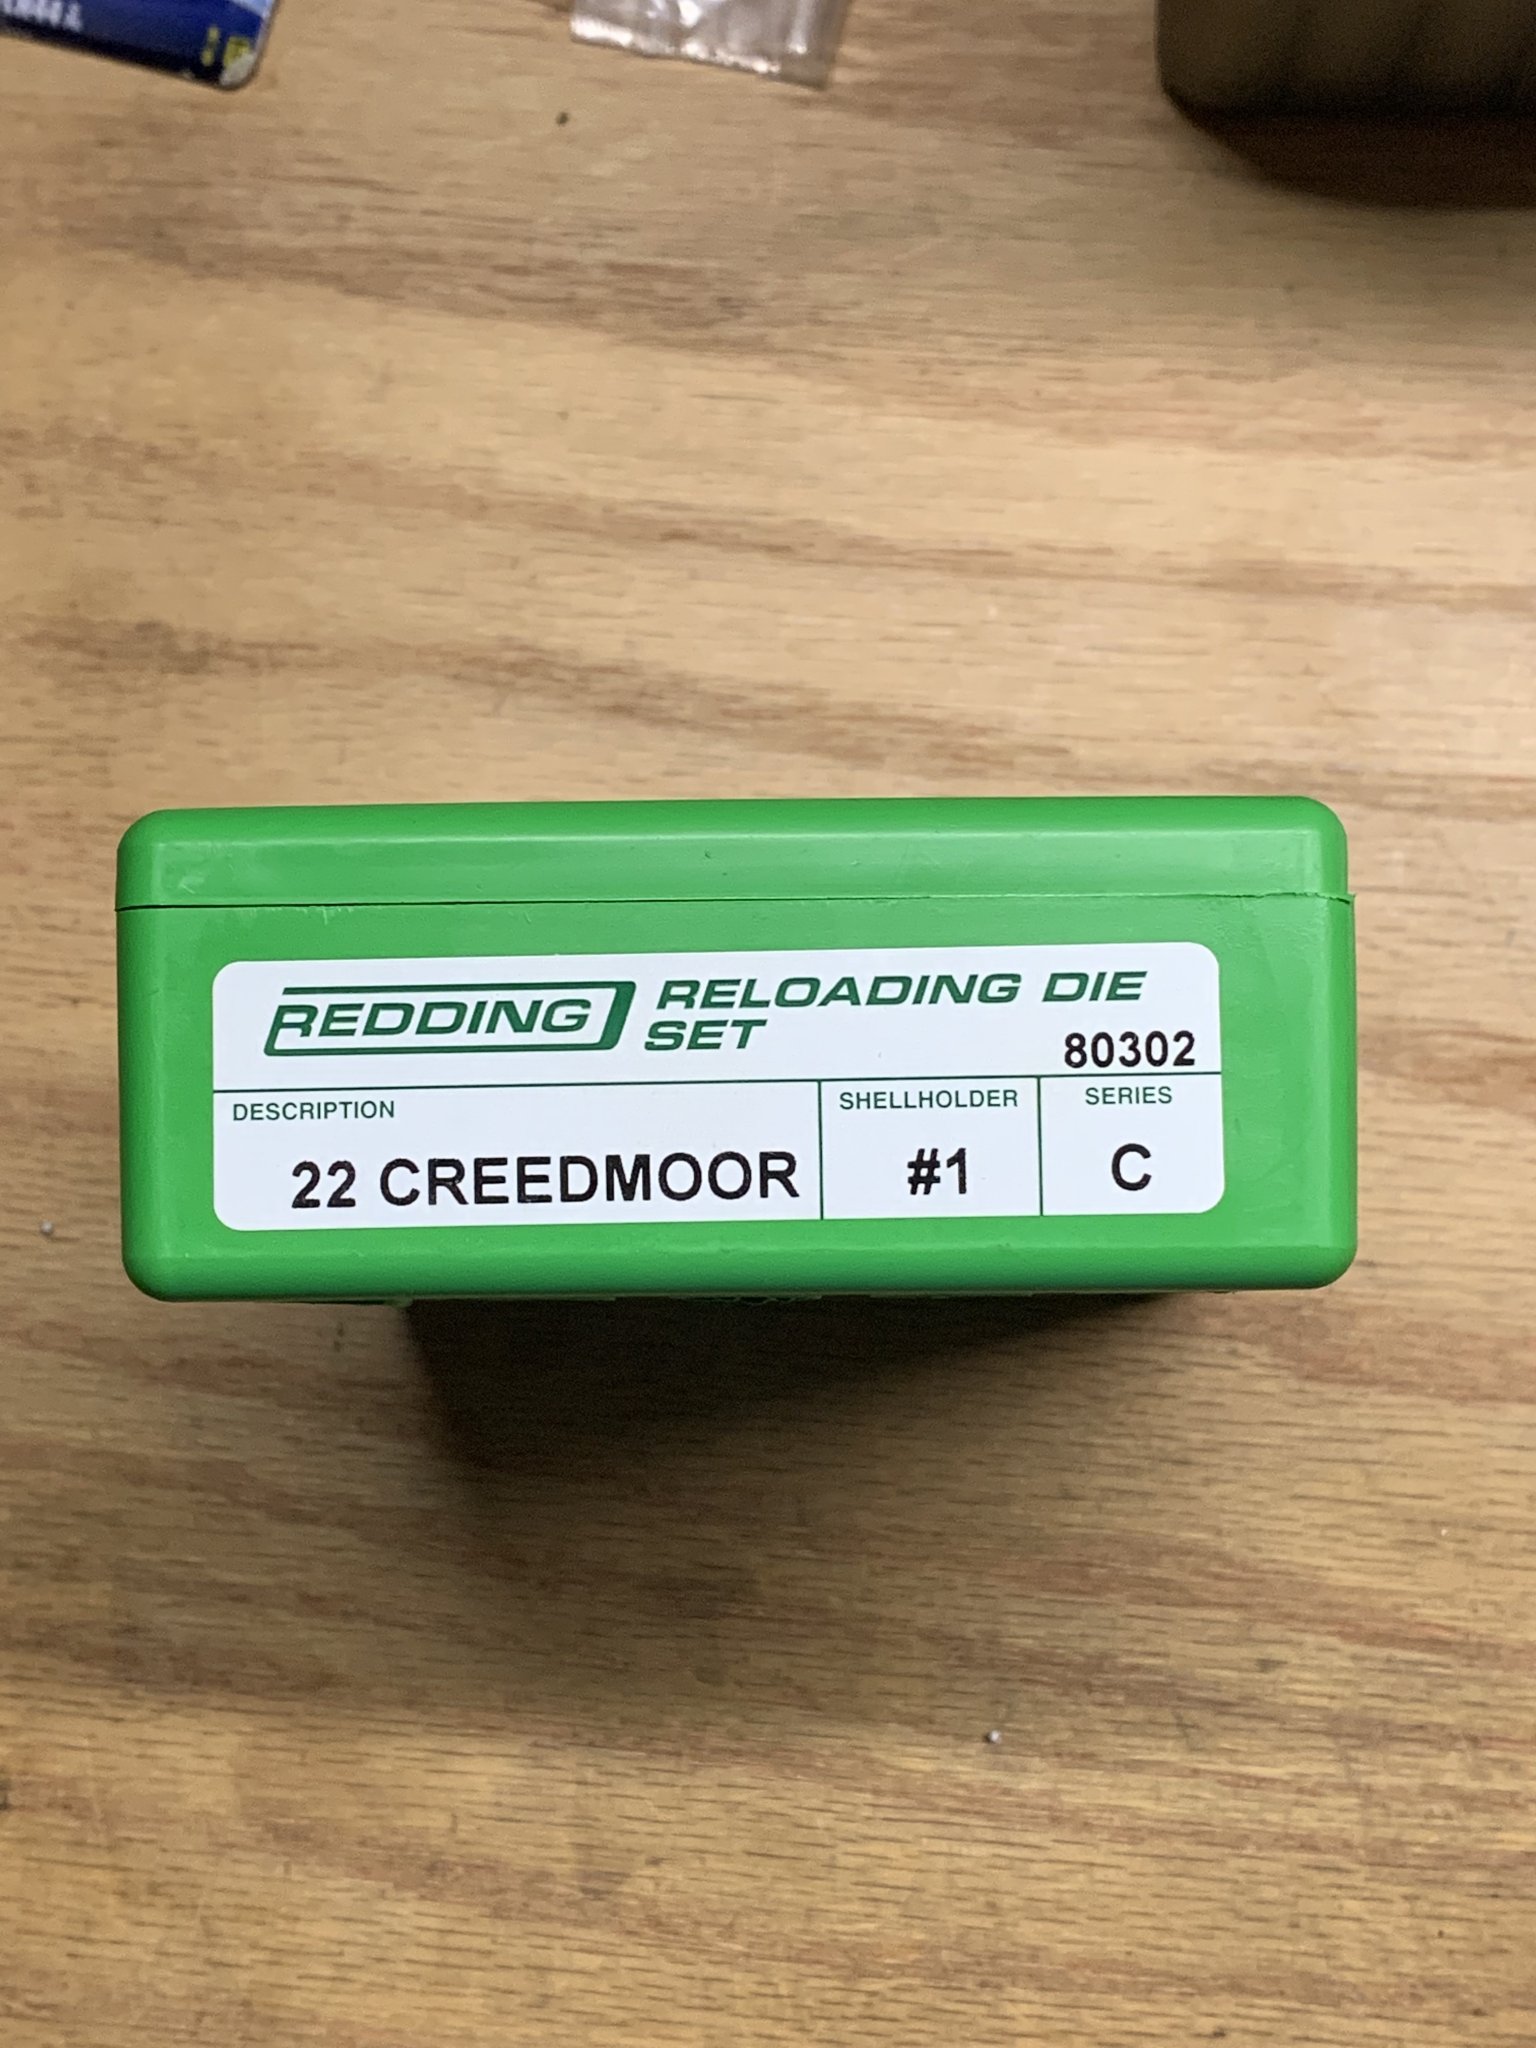 REDDING RELOADING DIE
SET
80302
DESCRIPTION SHELLHOLDER SERIES
22 CREEDMOOR #1 C